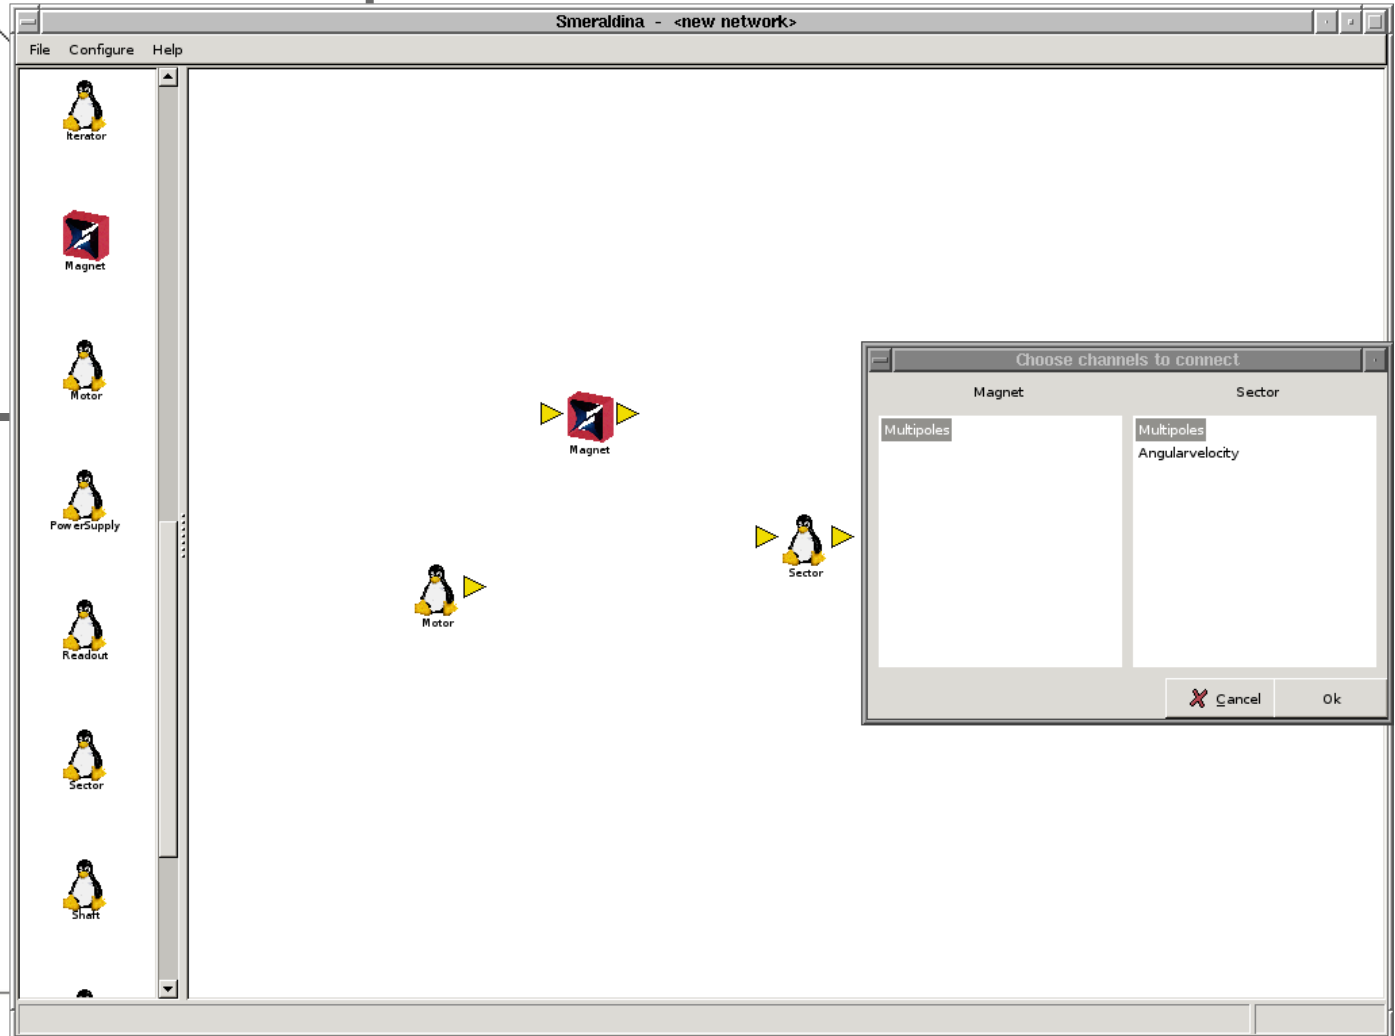 Smeraldina - <new network>
File Configure Help
Iterator
Magnet
Motor
PowerSupply
Readout
Sector
Shaft
Magnet
Motor
Sector
Choose channels to connect
Magnet Sector
Multipoles Multipoles
Angularvelocity
Cancel Ok